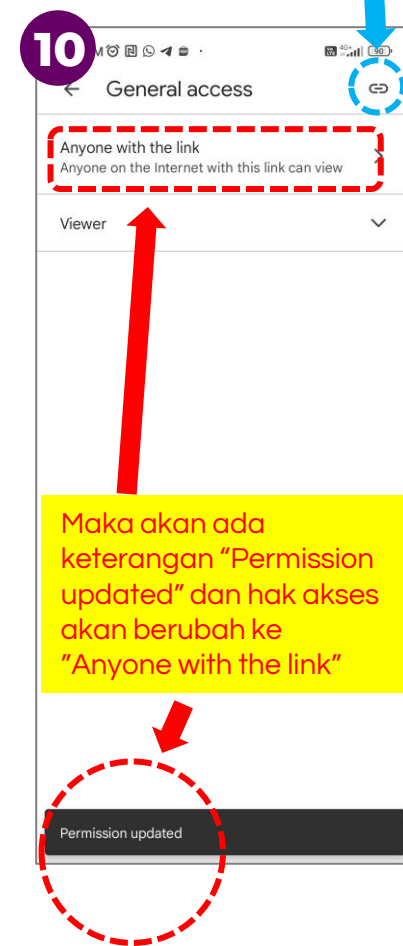 10
General access
Anyone with the link
Anyone on the Internet with this link can view
Viewer
Maka akan ada
keterangan “Permission
updated” dan hak akses
akan berubah ke
”Anyone with the link”
Permission updated